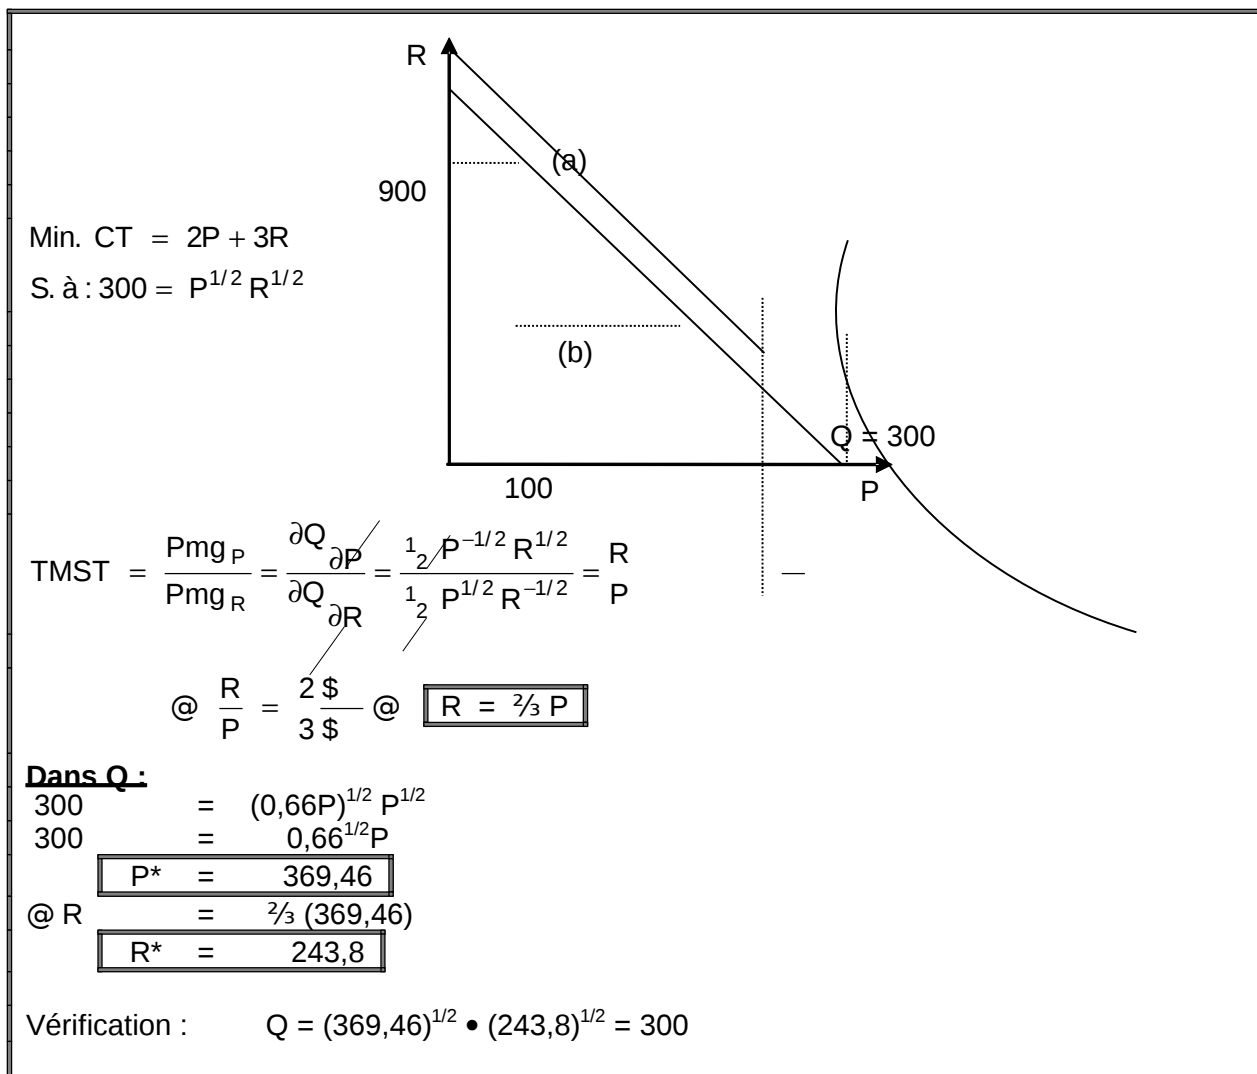 R
(a)
900
Min. CT = 2P + 3R
S. à : 300 = P^{1/2} R^{1/2}
(b)
Q = 300
100
P
TMST = Pmg_P / Pmg_R = ∂Q/∂P / ∂Q/∂R = 1/2 P^{−1/2} R^{1/2} / 1/2 P^{1/2} R^{−1/2} = R / P
@ R / P = 2 $ / 3 $ @ R = ⅔ P
Dans Q :
300 = (0,66P)^{1/2} P^{1/2}
300 = 0,66^{1/2}P
P* = 369,46
@ R = ⅔ (369,46)
R* = 243,8
Vérification : Q = (369,46)^{1/2} • (243,8)^{1/2} = 300